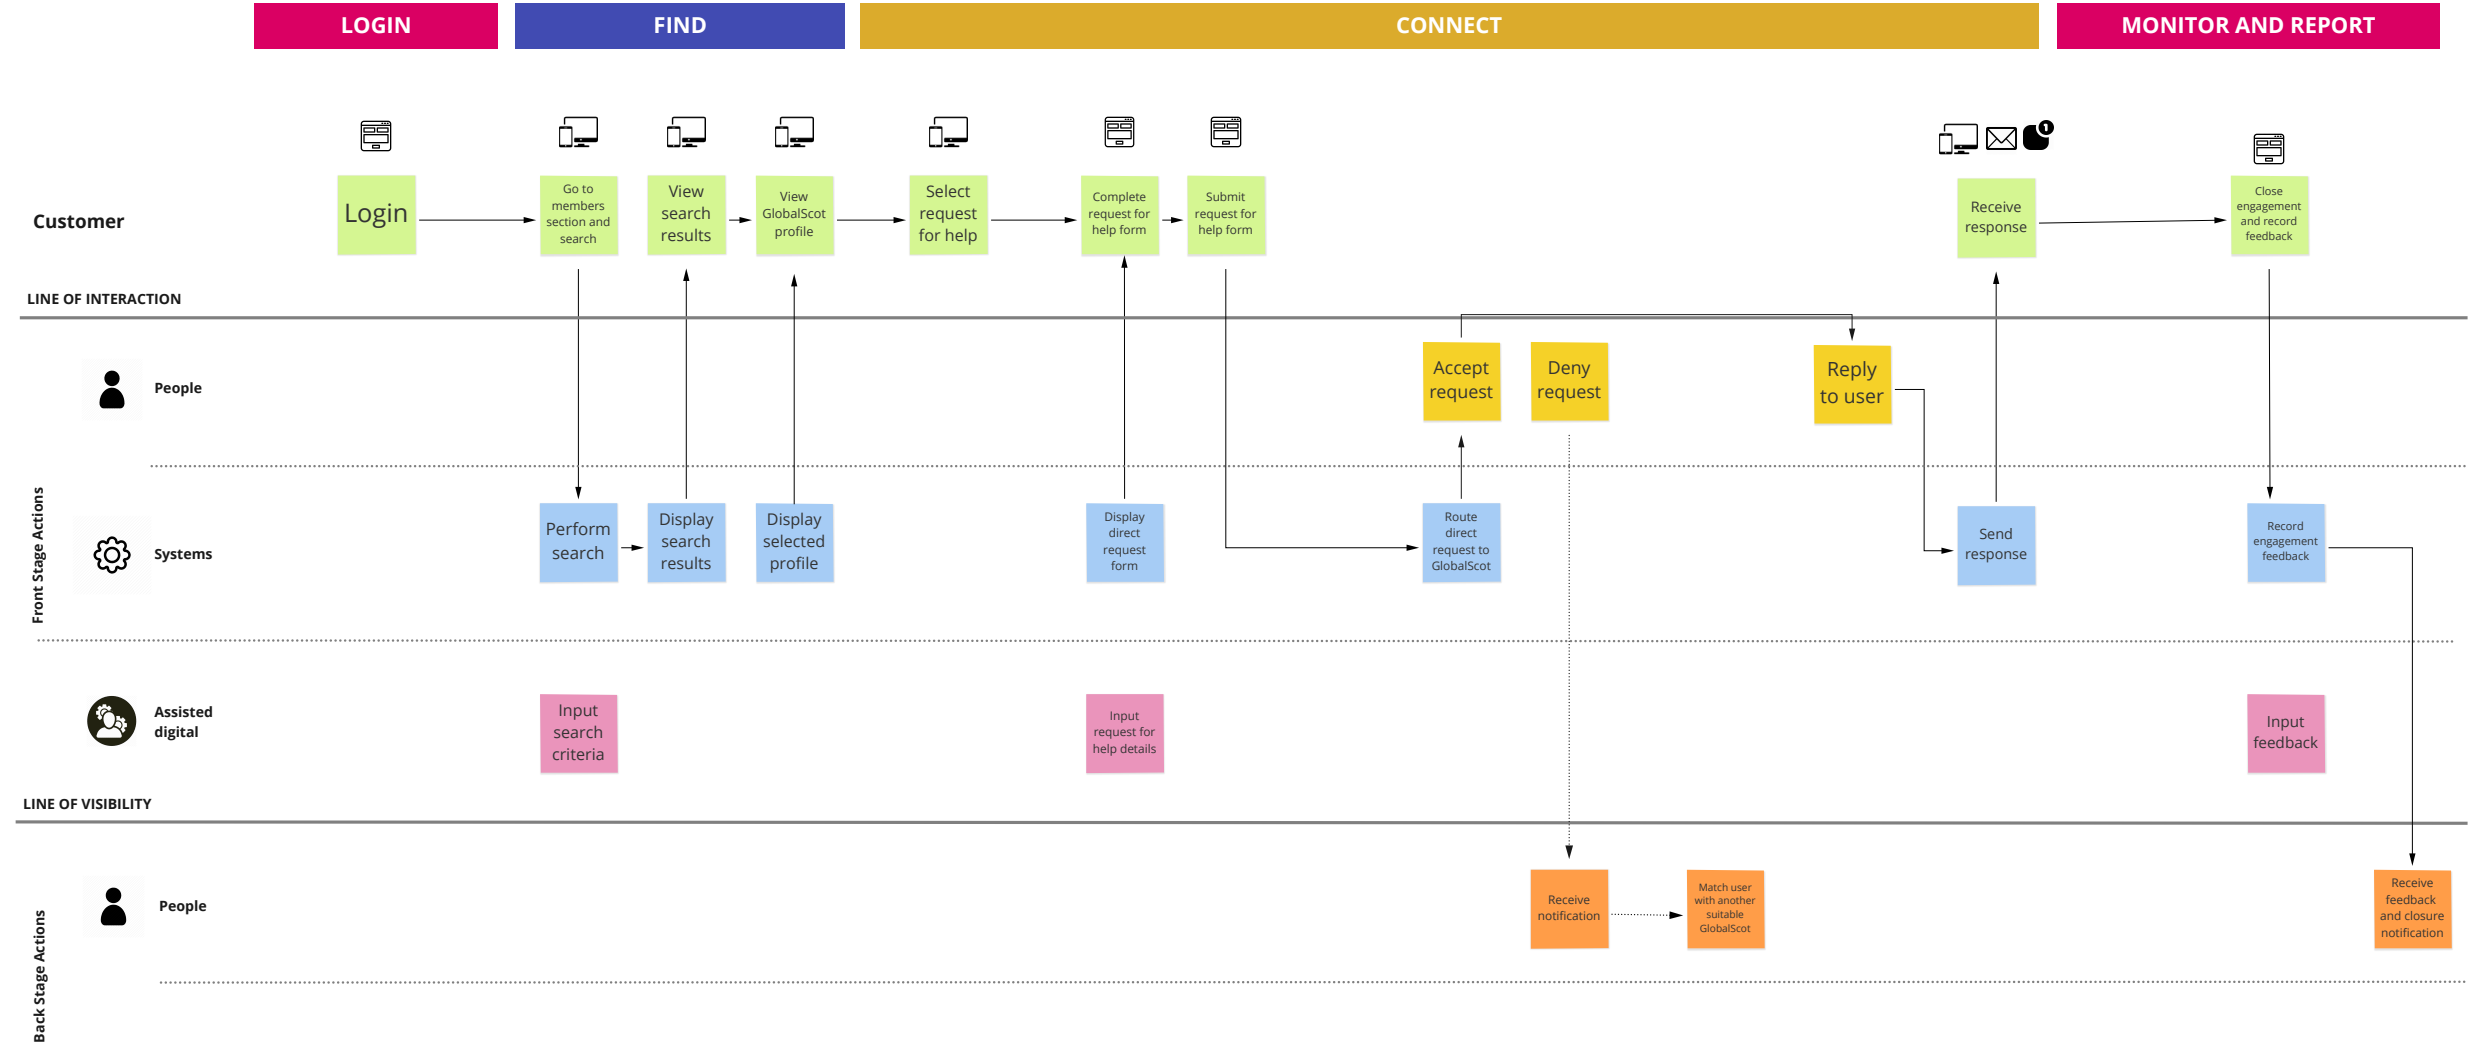 LOGIN
FIND
CONNECT
MONITOR AND REPORT
1
Customer
Login
Go to
members
section and
search
View
search
results
View
GlobalScot
profile
Select
request
for help
Complete
request for
help form
Submit
request for
help form
Receive
response
Close
engagement
and record
feedback
LINE OF INTERACTION
People
Accept
request
Deny
request
Reply
to user
Front Stage Actions
Systems
Perform
search
Display
search
results
Display
selected
profile
Display
direct
request
form
Route
direct
request to
GlobalScot
Send
response
Record
engagement
feedback
Assisted
digital
Input
search
criteria
Input
request for
help details
Input
feedback
LINE OF VISIBILITY
Back Stage Actions
People
Receive
notification
Match user
with another
suitable
GlobalScot
Receive
feedback
and closure
notification